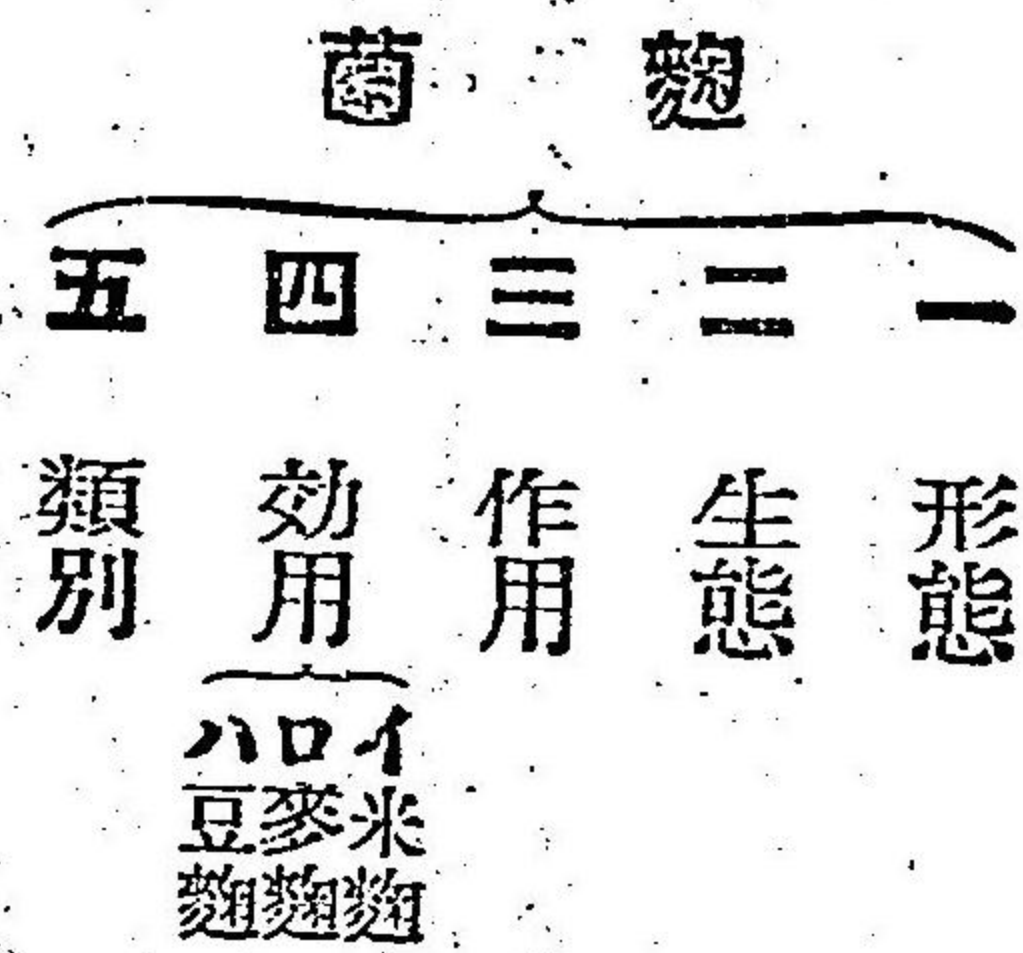 麴菌
一 形態
二 生態
三 作用
四 効用
イ 米麴
ロ 麥麴
ハ 豆麴
五 類別